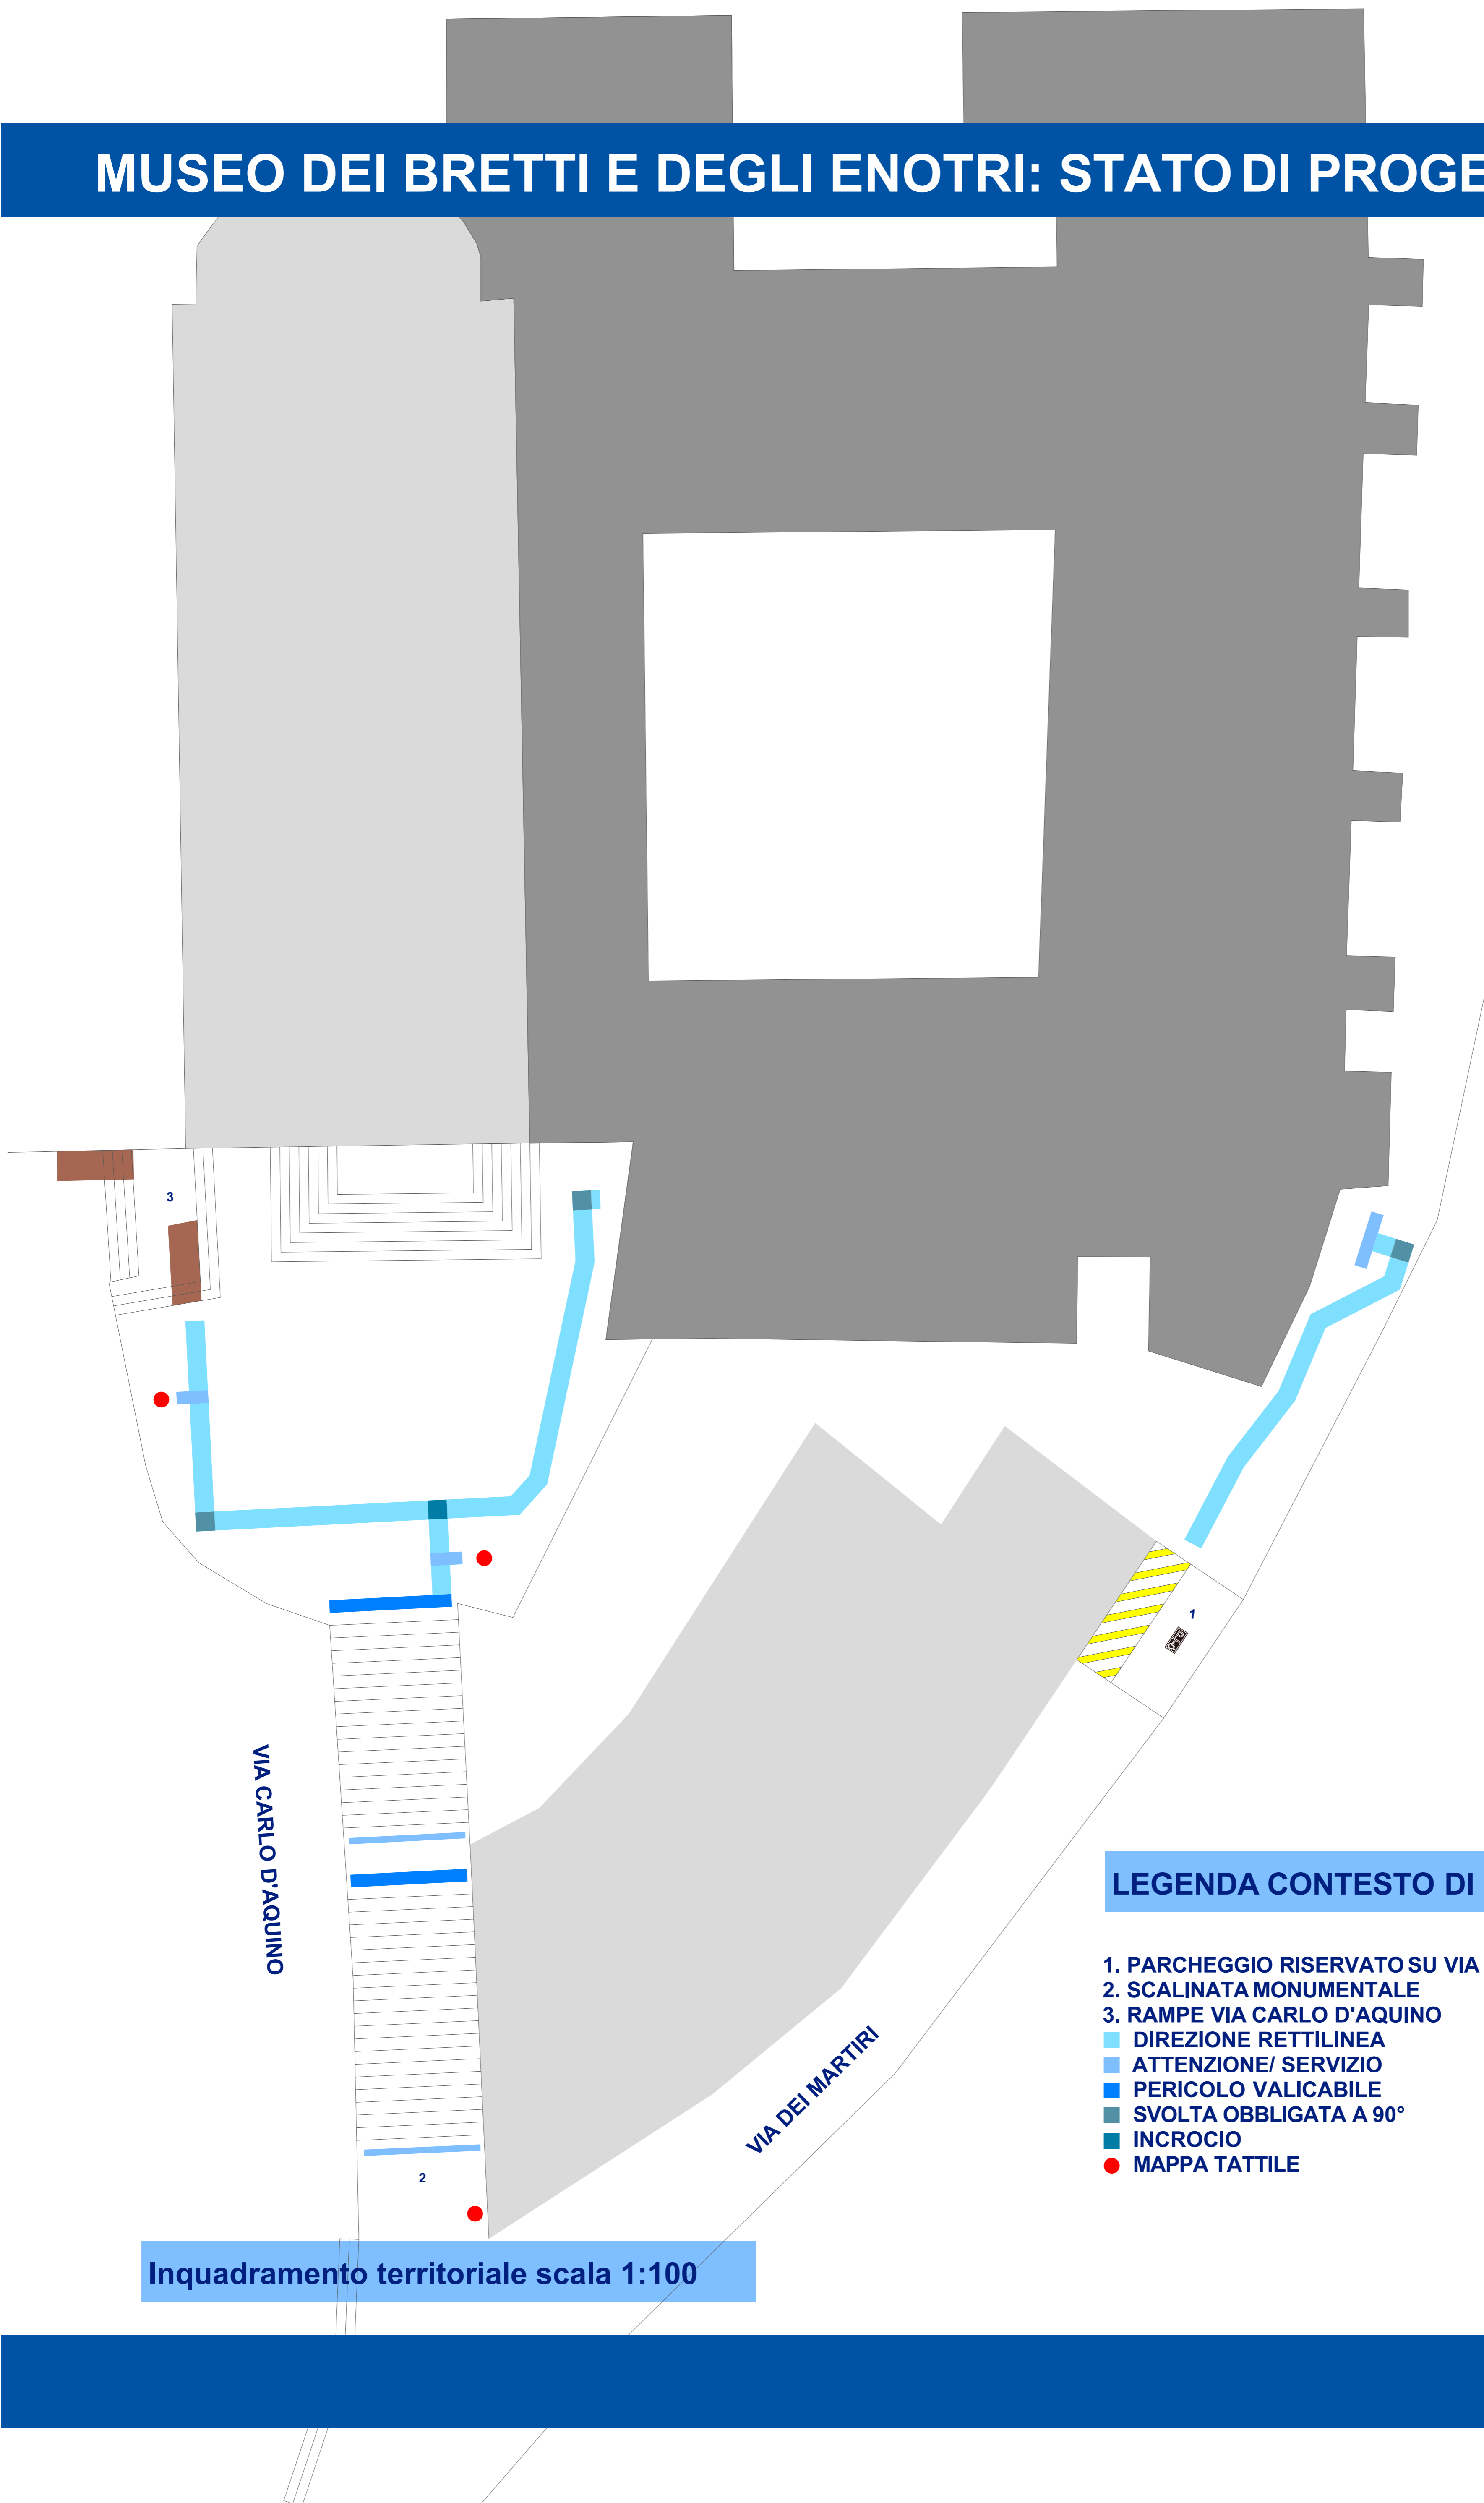 MUSEO DEI BRETTI E DEGLI ENOTRI: STATO DI PROGE
3
1
VIA CARLO D'AQUINO
LEGENDA CONTESTO DI
1. PARCHEGGIO RISERVATO SU VIA
2. SCALINATA MONUMENTALE
3. RAMPE VIA CARLO D'AQUINO
DIREZIONE RETTILINEA
ATTENZIONE/ SERVIZIO
PERICOLO VALICABILE
SVOLTA OBBLIGATA A 90°
INCROCIO
MAPPA TATTILE
VIA DEI MARTIRI
2
Inquadramento territoriale scala 1:100